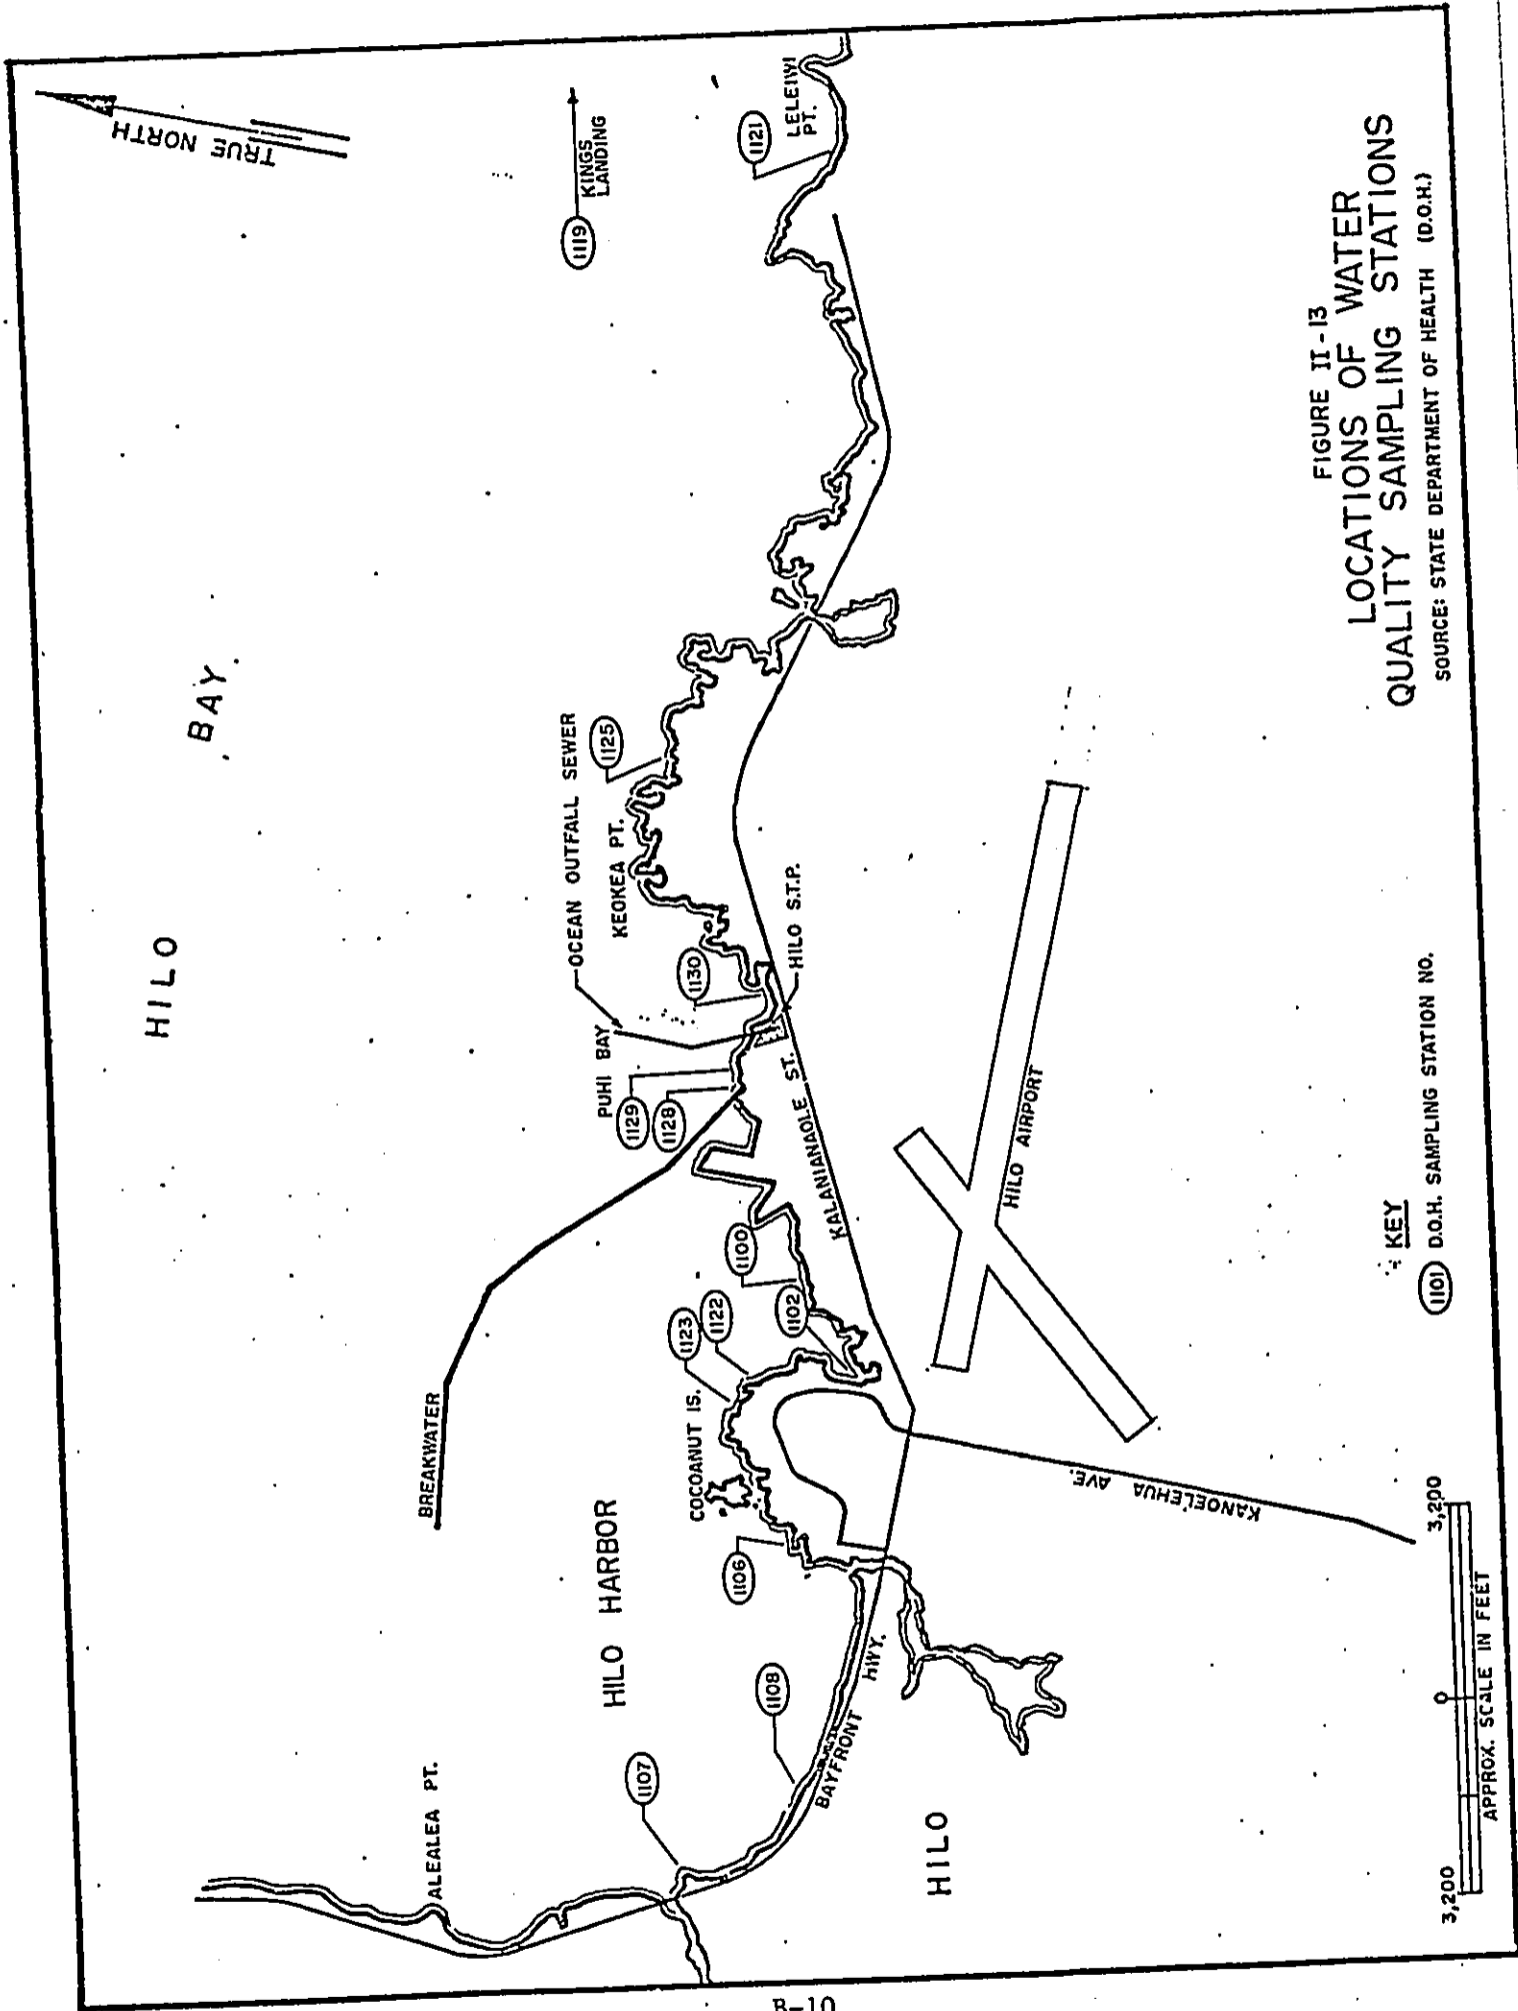 TRUE NORTH
HILO
BAY
1119
KINGS
LANDING
1121
LELEIWI
PT.
OCEAN OUTFALL SEWER
1125
KEOKEA PT.
1130
HILO S.T.P.
PUHI BAY
1129
1128
KALANIANAOLE ST.
BREAKWATER
1100
1102
1122
1123
COCOANUT IS.
1106
HILO HARBOR
1108
1107
ALEALEA PT.
BAYFRONT HWY.
HILO
KANOELEHUA AVE.
HILO AIRPORT
KEY
1101 D.O.H. SAMPLING STATION NO.
3,200 0 3,200
APPROX. SCALE IN FEET
FIGURE II-13
LOCATIONS OF WATER
QUALITY SAMPLING STATIONS
SOURCE: STATE DEPARTMENT OF HEALTH (D.O.H.)
B-10